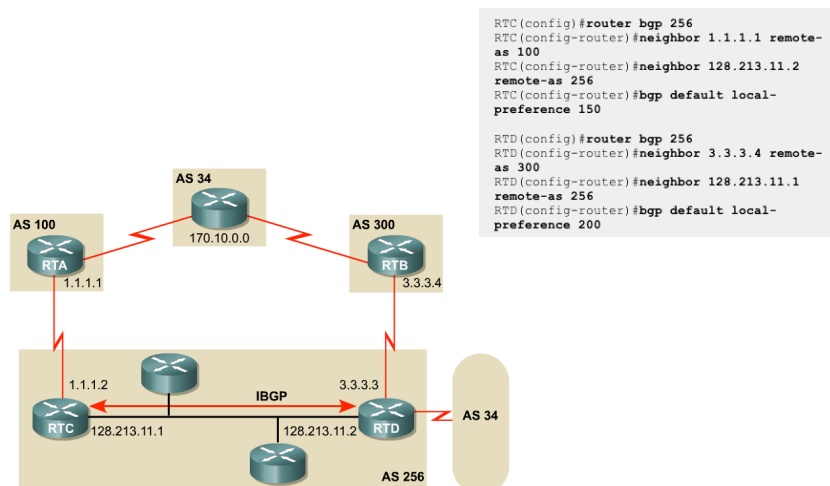 RTC(config)#router bgp 256
RTC(config-router)#neighbor 1.1.1.1 remote-
as 100
RTC(config-router)#neighbor 128.213.11.2
remote-as 256
RTC(config-router)#bgp default local-
preference 150
RTD(config)#router bgp 256
RTD(config-router)#neighbor 3.3.3.4 remote-
as 300
RTD(config-router)#neighbor 128.213.11.1
remote-as 256
RTD(config-router)#bgp default local-
preference 200
AS 34
170.10.0.0
AS 100
RTA
1.1.1.1
AS 300
RTB
3.3.3.4
1.1.1.2
3.3.3.3
IBGP
RTC
128.213.11.1
128.213.11.2
RTD
AS 34
AS 256